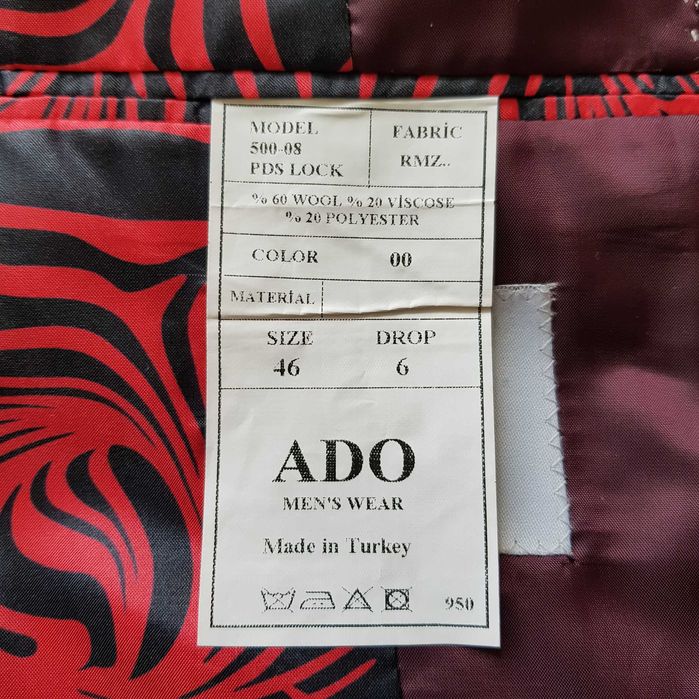 MODEL
500-08
PDS LOCK
FABRİC
RMZ..
% 60 WOOL % 20 VİSCOSE
% 20 POLYESTER
COLOR 00
MATERİAL
SIZE DROP
46 6
ADO
MEN'S WEAR
Made in Turkey
950